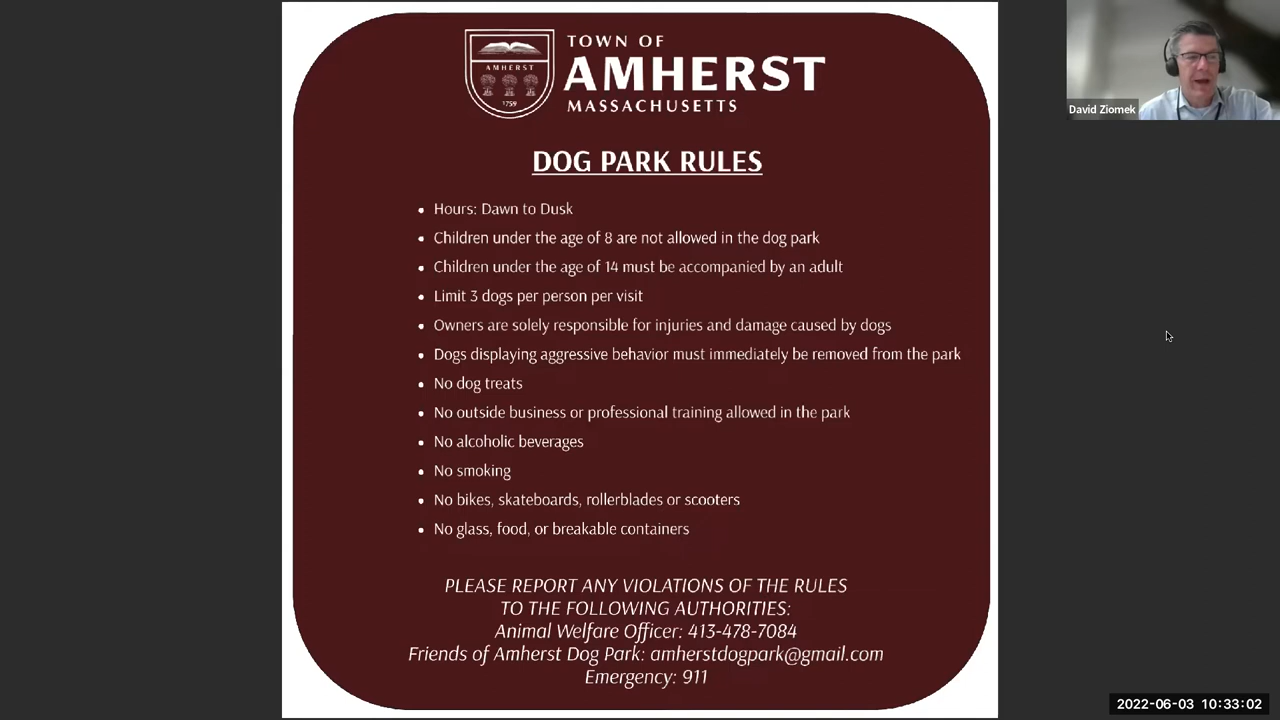 TOWN OF
AMHERST
MASSACHUSETTS
AMHERST
1759
DOG PARK RULES
• Hours: Dawn to Dusk
• Children under the age of 8 are not allowed in the dog park
• Children under the age of 14 must be accompanied by an adult
• Limit 3 dogs per person per visit
• Owners are solely responsible for injuries and damage caused by dogs
• Dogs displaying aggressive behavior must immediately be removed from the park
• No dog treats
• No outside business or professional training allowed in the park
• No alcoholic beverages
• No smoking
• No bikes, skateboards, rollerblades or scooters
• No glass, food, or breakable containers
PLEASE REPORT ANY VIOLATIONS OF THE RULES
TO THE FOLLOWING AUTHORITIES:
Animal Welfare Officer: 413-478-7084
Friends of Amherst Dog Park: amherstdogpark@gmail.com
Emergency: 911
David Ziomek
2022-06-03 10:33:02